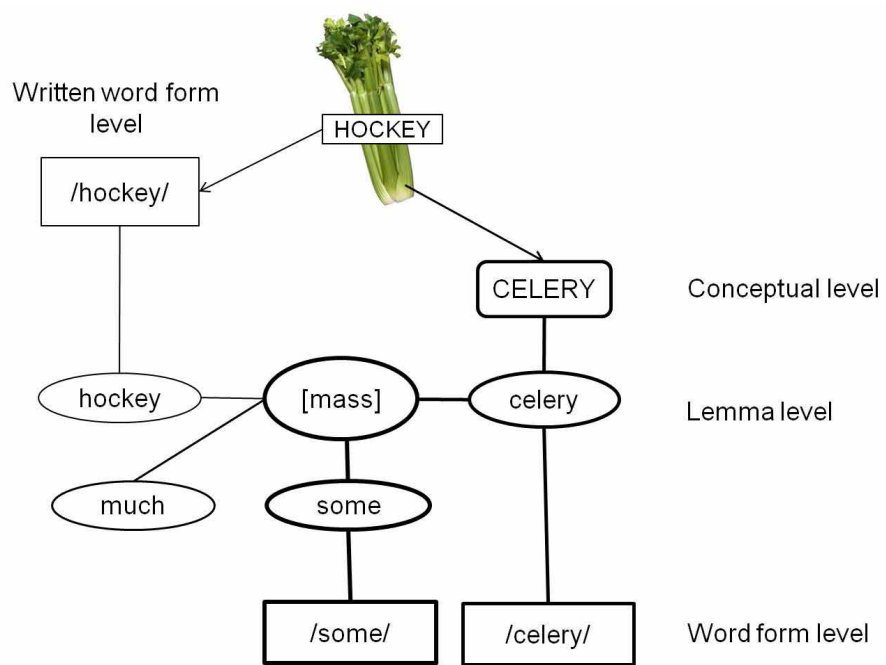 HOCKEY
Written word form
level
/hockey/
CELERY
Conceptual level
hockey
[mass]
celery
Lemma level
much
some
/some/
/celery/
Word form level